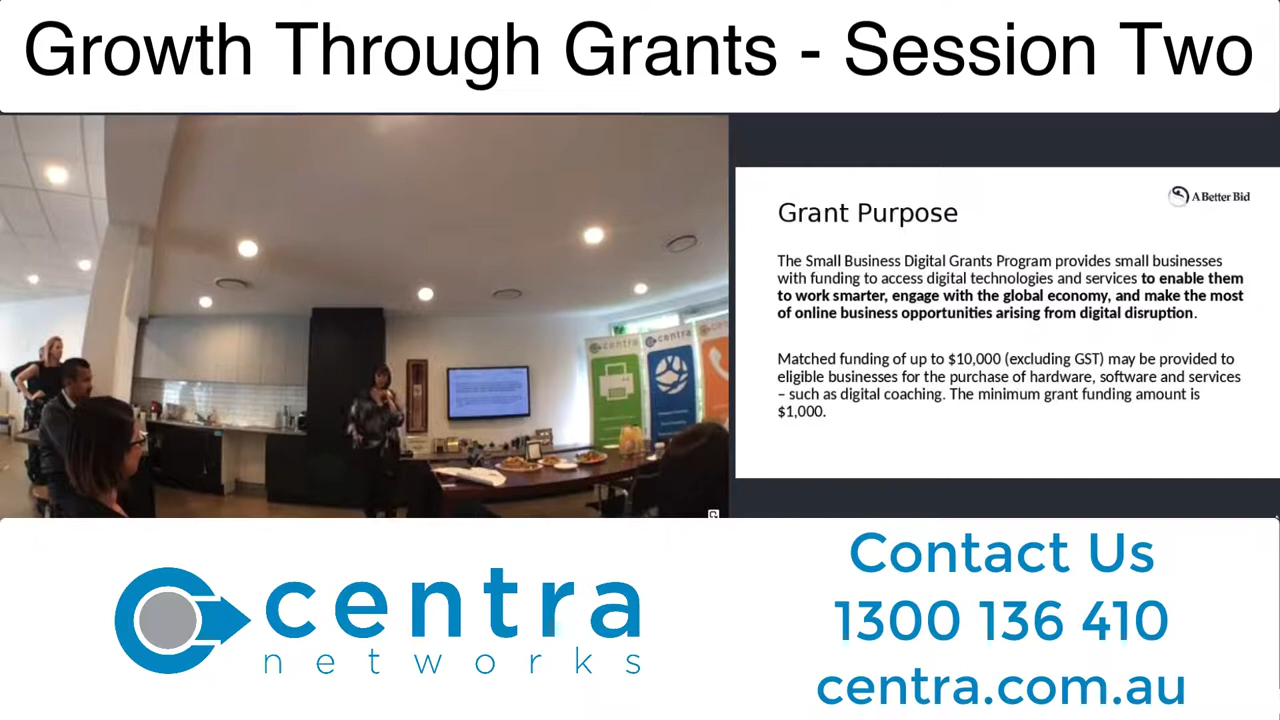 Growth Through Grants - Session Two
A Better Bid
Grant Purpose
The Small Business Digital Grants Program provides small businesses
with funding to access digital technologies and services to enable them
to work smarter, engage with the global economy, and make the most
of online business opportunities arising from digital disruption.
Matched funding of up to $10,000 (excluding GST) may be provided to
eligible businesses for the purchase of hardware, software and services
– such as digital coaching. The minimum grant funding amount is
$1,000.
centra
centra
centra
networks
Contact Us
1300 136 410
centra.com.au